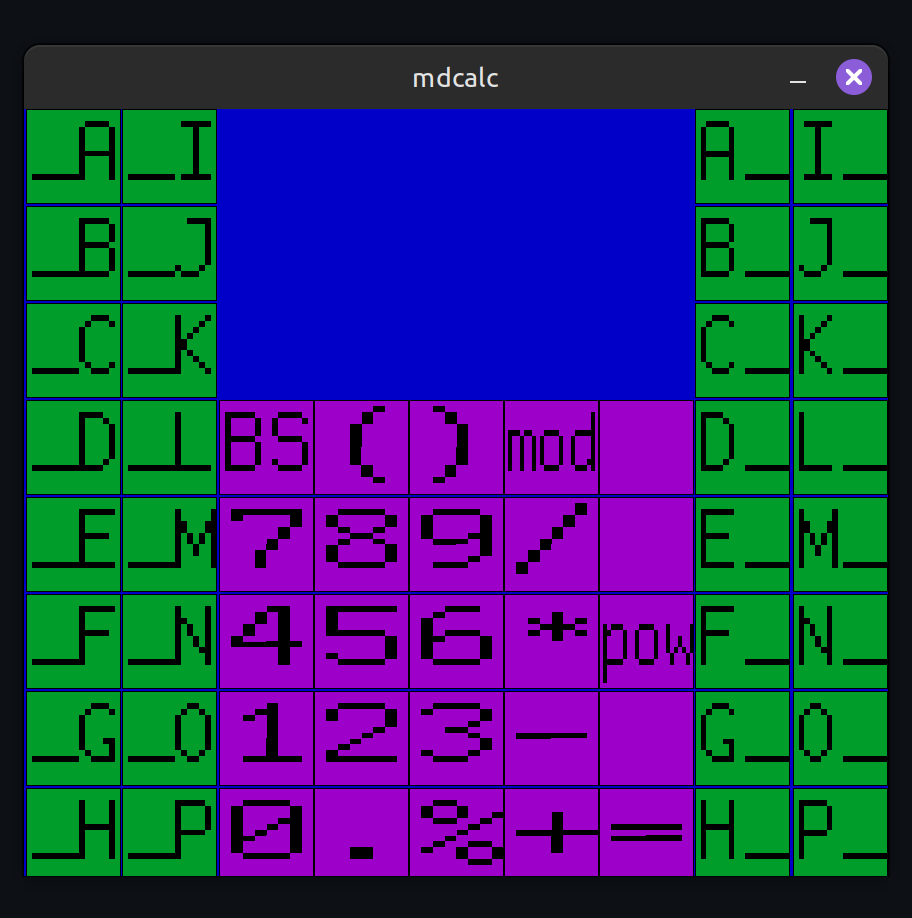 mdcalc
_A _I A_ I_
_B _J B_ J_
_C _K C_ K_
_D _L BS ( ) mod D_ L_
_E _M 7 8 9 / E_ M_
_F _N 4 5 6 * pow F_ N_
_G _O 1 2 3 - G_ O_
_H _P 0 . % + = H_ P_